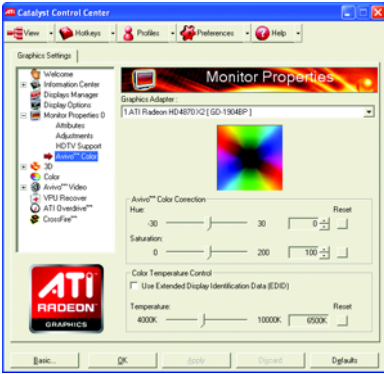 Catalyst Control Center
View Hotkeys Profiles Preferences Help
Graphics Settings
Welcome
Information Center
Displays Manager
Display Options
Monitor Properties 0
Attributes
Adjustments
HDTV Support
Avivo™ Color
3D
Color
Avivo™ Video
VPU Recover
ATI Overdrive™
CrossFire™
Monitor Properties
Graphics Adapter:
1.ATI Radeon HD4870 X2 [ GD-1904BP ]
Avivo™ Color Correction
Hue: Reset
-30 30 0
Saturation:
0 200 100
Color Temperature Control
Use Extended Display Identification Data (EDID)
Temperature: Reset
4000K 10000K 6500K
ATI
RADEON
GRAPHICS
Basic... OK Apply Discard Defaults